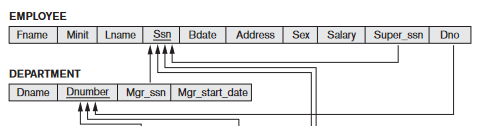 EMPLOYEE
Fname Minit Lname Ssn Bdate Address Sex Salary Super_ssn Dno
DEPARTMENT
Dname Dnumber Mgr_ssn Mgr_start_date